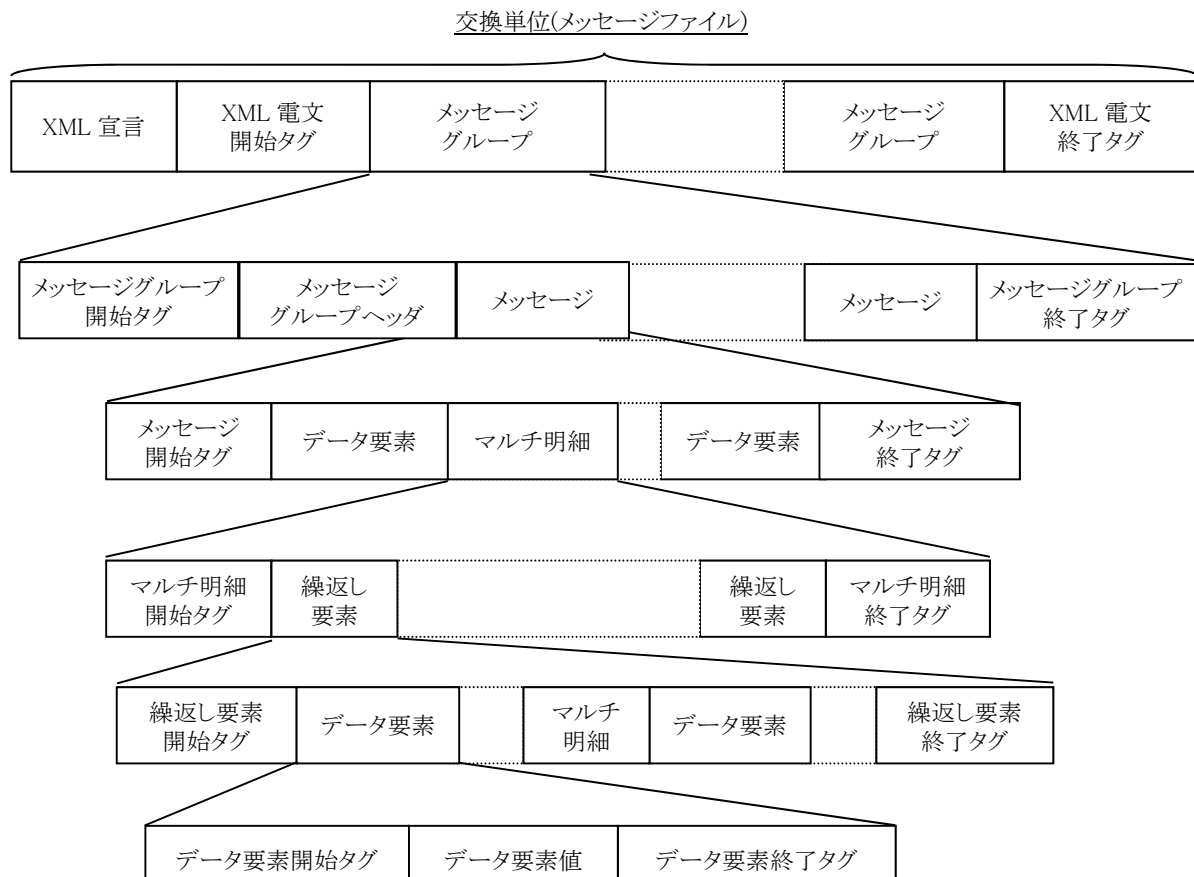 交換単位(メッセージファイル)
XML 宣言
XML 電文
開始タグ
メッセージ
グループ
メッセージ
グループ
XML 電文
終了タグ
メッセージグループ
開始タグ
メッセージ
グループヘッダ
メッセージ
メッセージ
メッセージグループ
終了タグ
メッセージ
開始タグ
データ要素
マルチ明細
データ要素
メッセージ
終了タグ
マルチ明細
開始タグ
繰返し
要素
繰返し
要素
マルチ明細
終了タグ
繰返し要素
開始タグ
データ要素
マルチ
明細
データ要素
繰返し要素
終了タグ
データ要素開始タグ
データ要素値
データ要素終了タグ